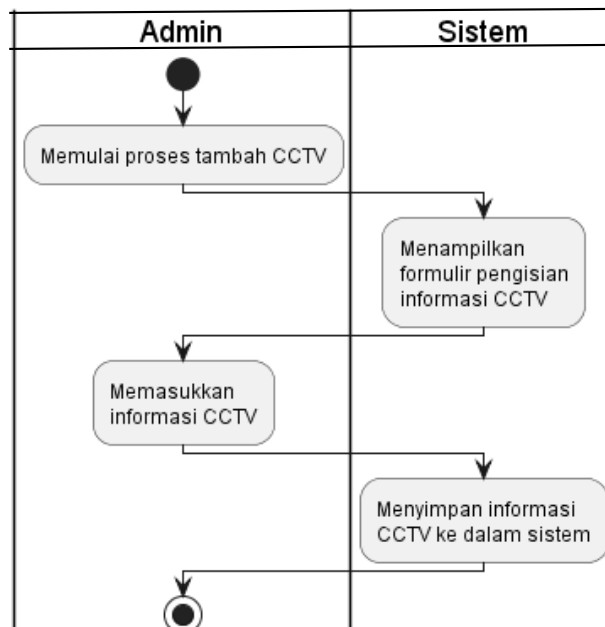 Admin
Sistem
Memulai proses tambah CCTV
Menampilkan
formulir pengisian
informasi CCTV
Memasukkan
informasi CCTV
Menyimpan informasi
CCTV ke dalam sistem